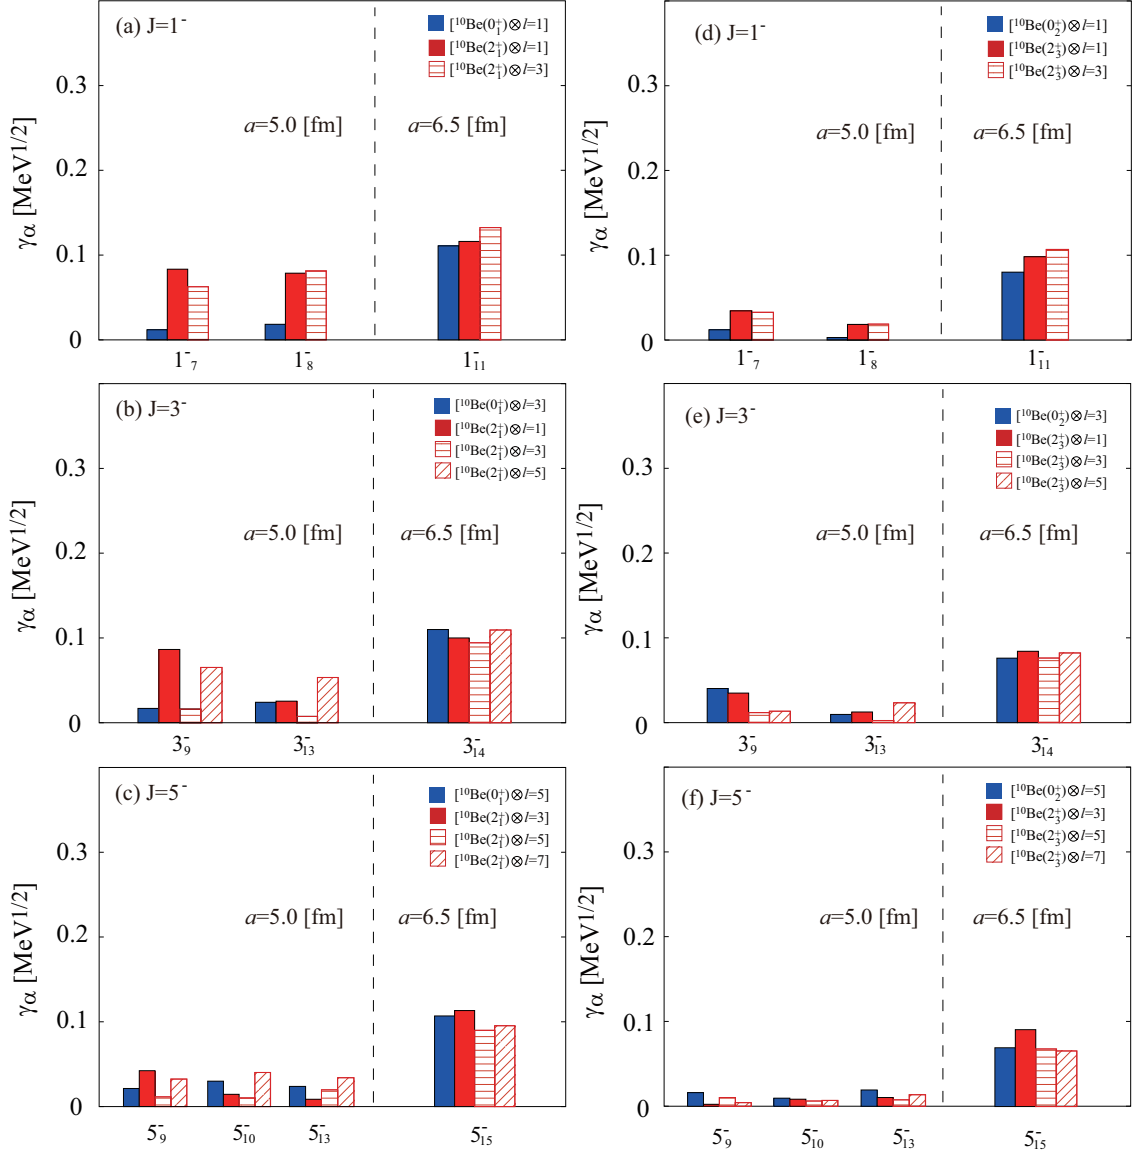 (a) J=1⁻
[¹⁰Be(0⁺₁)⊗l=1]
[¹⁰Be(2⁺₁)⊗l=1]
[¹⁰Be(2⁺₁)⊗l=3]
a=5.0 [fm]
a=6.5 [fm]
γα [MeV¹/²]
0.3
0.2
0.1
0
1⁻₇
1⁻₈
1⁻₁₁
(d) J=1⁻
[¹⁰Be(0⁺₂)⊗l=1]
[¹⁰Be(2⁺₃)⊗l=1]
[¹⁰Be(2⁺₃)⊗l=3]
a=5.0 [fm]
a=6.5 [fm]
γα [MeV¹/²]
0.3
0.2
0.1
0
1⁻₇
1⁻₈
1⁻₁₁
(b) J=3⁻
[¹⁰Be(0⁺₁)⊗l=3]
[¹⁰Be(2⁺₁)⊗l=1]
[¹⁰Be(2⁺₁)⊗l=3]
[¹⁰Be(2⁺₁)⊗l=5]
a=5.0 [fm]
a=6.5 [fm]
γα [MeV¹/²]
0.3
0.2
0.1
0
3⁻₉
3⁻₁₃
3⁻₁₄
(e) J=3⁻
[¹⁰Be(0⁺₂)⊗l=3]
[¹⁰Be(2⁺₃)⊗l=1]
[¹⁰Be(2⁺₃)⊗l=3]
[¹⁰Be(2⁺₃)⊗l=5]
a=5.0 [fm]
a=6.5 [fm]
γα [MeV¹/²]
0.3
0.2
0.1
0
3⁻₉
3⁻₁₃
3⁻₁₄
(c) J=5⁻
[¹⁰Be(0⁺₁)⊗l=5]
[¹⁰Be(2⁺₁)⊗l=3]
[¹⁰Be(2⁺₁)⊗l=5]
[¹⁰Be(2⁺₁)⊗l=7]
a=5.0 [fm]
a=6.5 [fm]
γα [MeV¹/²]
0.3
0.2
0.1
0
5⁻₉
5⁻₁₀
5⁻₁₃
5⁻₁₅
(f) J=5⁻
[¹⁰Be(0⁺₂)⊗l=5]
[¹⁰Be(2⁺₃)⊗l=3]
[¹⁰Be(2⁺₃)⊗l=5]
[¹⁰Be(2⁺₃)⊗l=7]
a=5.0 [fm]
a=6.5 [fm]
γα [MeV¹/²]
0.3
0.2
0.1
0
5⁻₉
5⁻₁₀
5⁻₁₃
5⁻₁₅